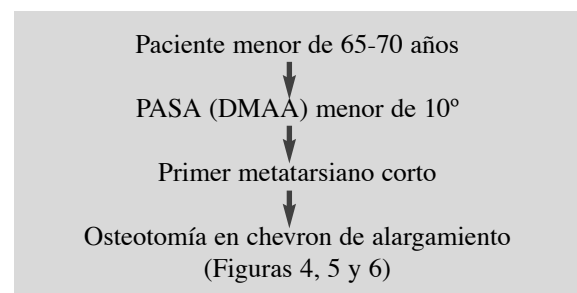 Paciente menor de 65-70 años
PASA (DMAA) menor de 10º
Primer metatarsiano corto
Osteotomía en chevron de alargamiento
(Figuras 4, 5 y 6)